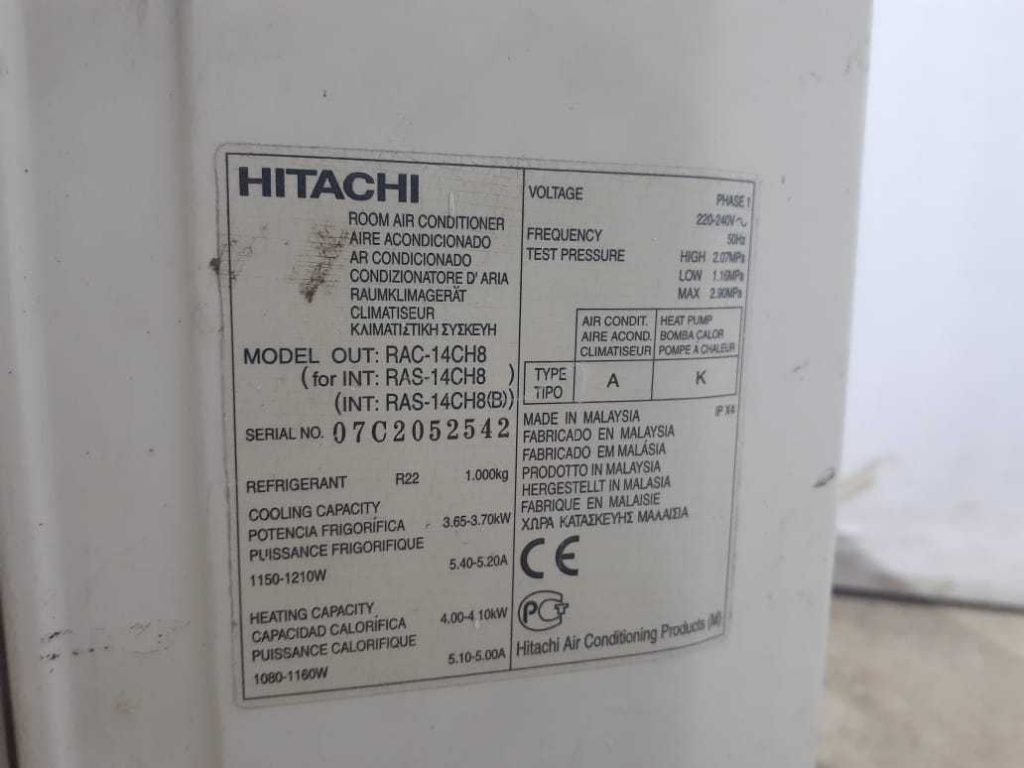 HITACHI
ROOM AIR CONDITIONER
AIRE ACONDICIONADO
AR CONDICIONADO
CONDIZIONATORE D' ARIA
RAUMKLIMAGERÄT
CLIMATISEUR
ΚΛΙΜΑΤΙΣΤΙΚΗ ΣΥΣΚΕΥΗ
MODEL OUT: RAC-14CH8
(for INT: RAS-14CH8 )
(INT: RAS-14CH8(B))
SERIAL NO. 07C2052542
REFRIGERANT R22 1.000kg
COOLING CAPACITY
POTENCIA FRIGORÍFICA 3.65-3.70kW
PUISSANCE FRIGORIFIQUE
1150-1210W 5.40-5.20A
HEATING CAPACITY
CAPACIDAD CALORÍFICA 4.00-4.10kW
PUISSANCE CALORIFIQUE
1080-1160W 5.10-5.00A
VOLTAGE PHASE 1
220-240V~
FREQUENCY 50Hz
TEST PRESSURE HIGH 2.07MPa
LOW 1.16MPa
MAX 2.90MPa
AIR CONDIT. HEAT PUMP
AIRE ACOND. BOMBA CALOR
CLIMATISEUR POMPE A CHALEUR
TYPE
TIPO A K
MADE IN MALAYSIA IP X4
FABRICADO EN MALAYSIA
FABRICADO EM MALÁSIA
PRODOTTO IN MALAYSIA
HERGESTELLT IN MALASIA
FABRIQUE EN MALAISIE
ΧΩΡΑ ΚΑΤΑΣΚΕΥΗΣ ΜΑΛΑΙΣΙΑ
CE
PCT
Hitachi Air Conditioning Products (M)